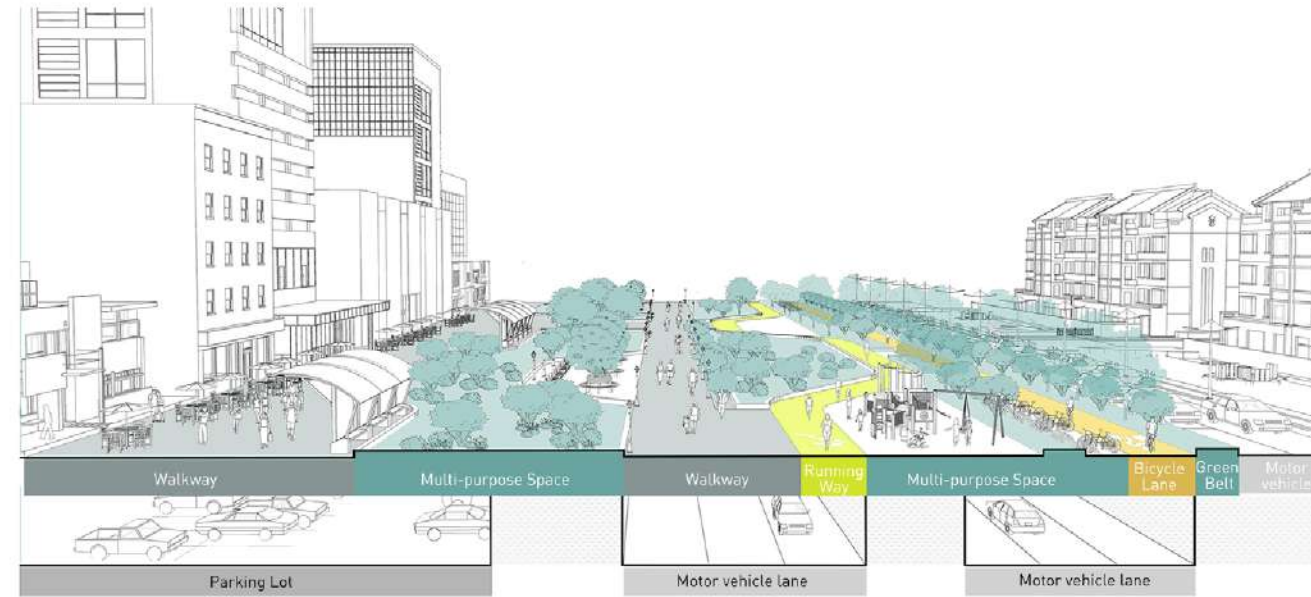 Walkway
Multi-purpose Space
Walkway
Running
Way
Multi-purpose Space
Bicycle
Lane
Green
Belt
Motor
vehicle
Parking Lot
Motor vehicle lane
Motor vehicle lane